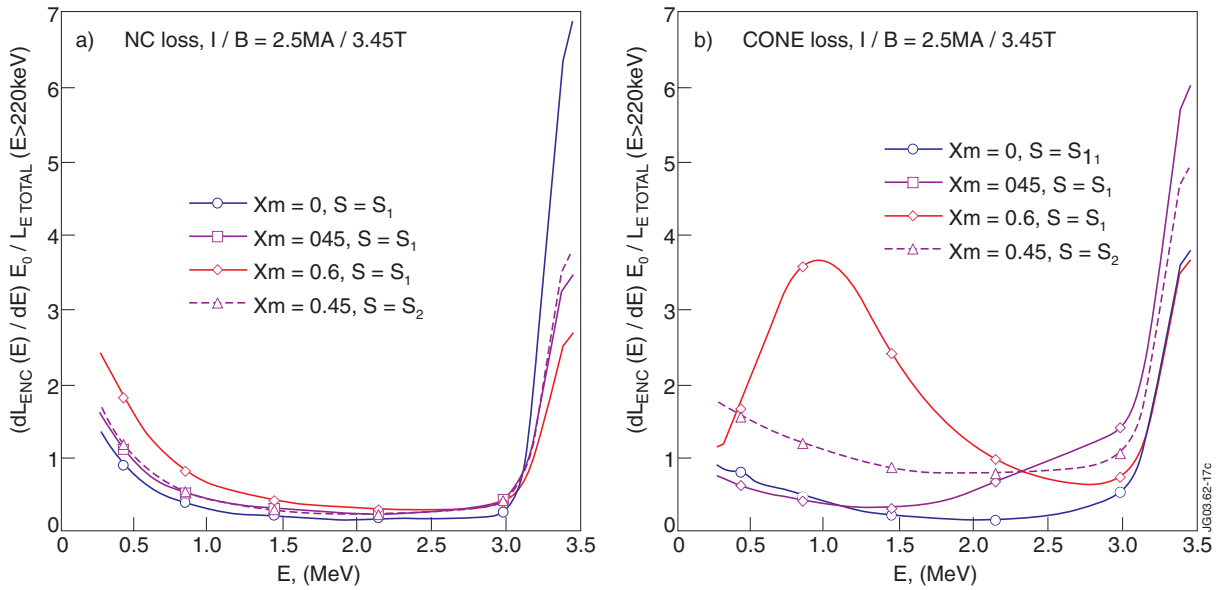 a) NC loss, I / B = 2.5MA / 3.45T
(dL_ENC (E) / dE) E_0 / L_E TOTAL (E>220keV)
7
6
5
4
3
2
1
0
Xm = 0, S = S_1
Xm = 045, S = S_1
Xm = 0.6, S = S_1
Xm = 0.45, S = S_2
0 0.5 1.0 1.5 2.0 2.5 3.0 3.5
E, (MeV)
b) CONE loss, I / B = 2.5MA / 3.45T
(dL_ENC (E) / dE) E_0 / L_E TOTAL (E>220keV)
7
6
5
4
3
2
1
0
Xm = 0, S = S_11
Xm = 045, S = S_1
Xm = 0.6, S = S_1
Xm = 0.45, S = S_2
0 0.5 1.0 1.5 2.0 2.5 3.0 3.5
E, (MeV)
JG03.62-17c